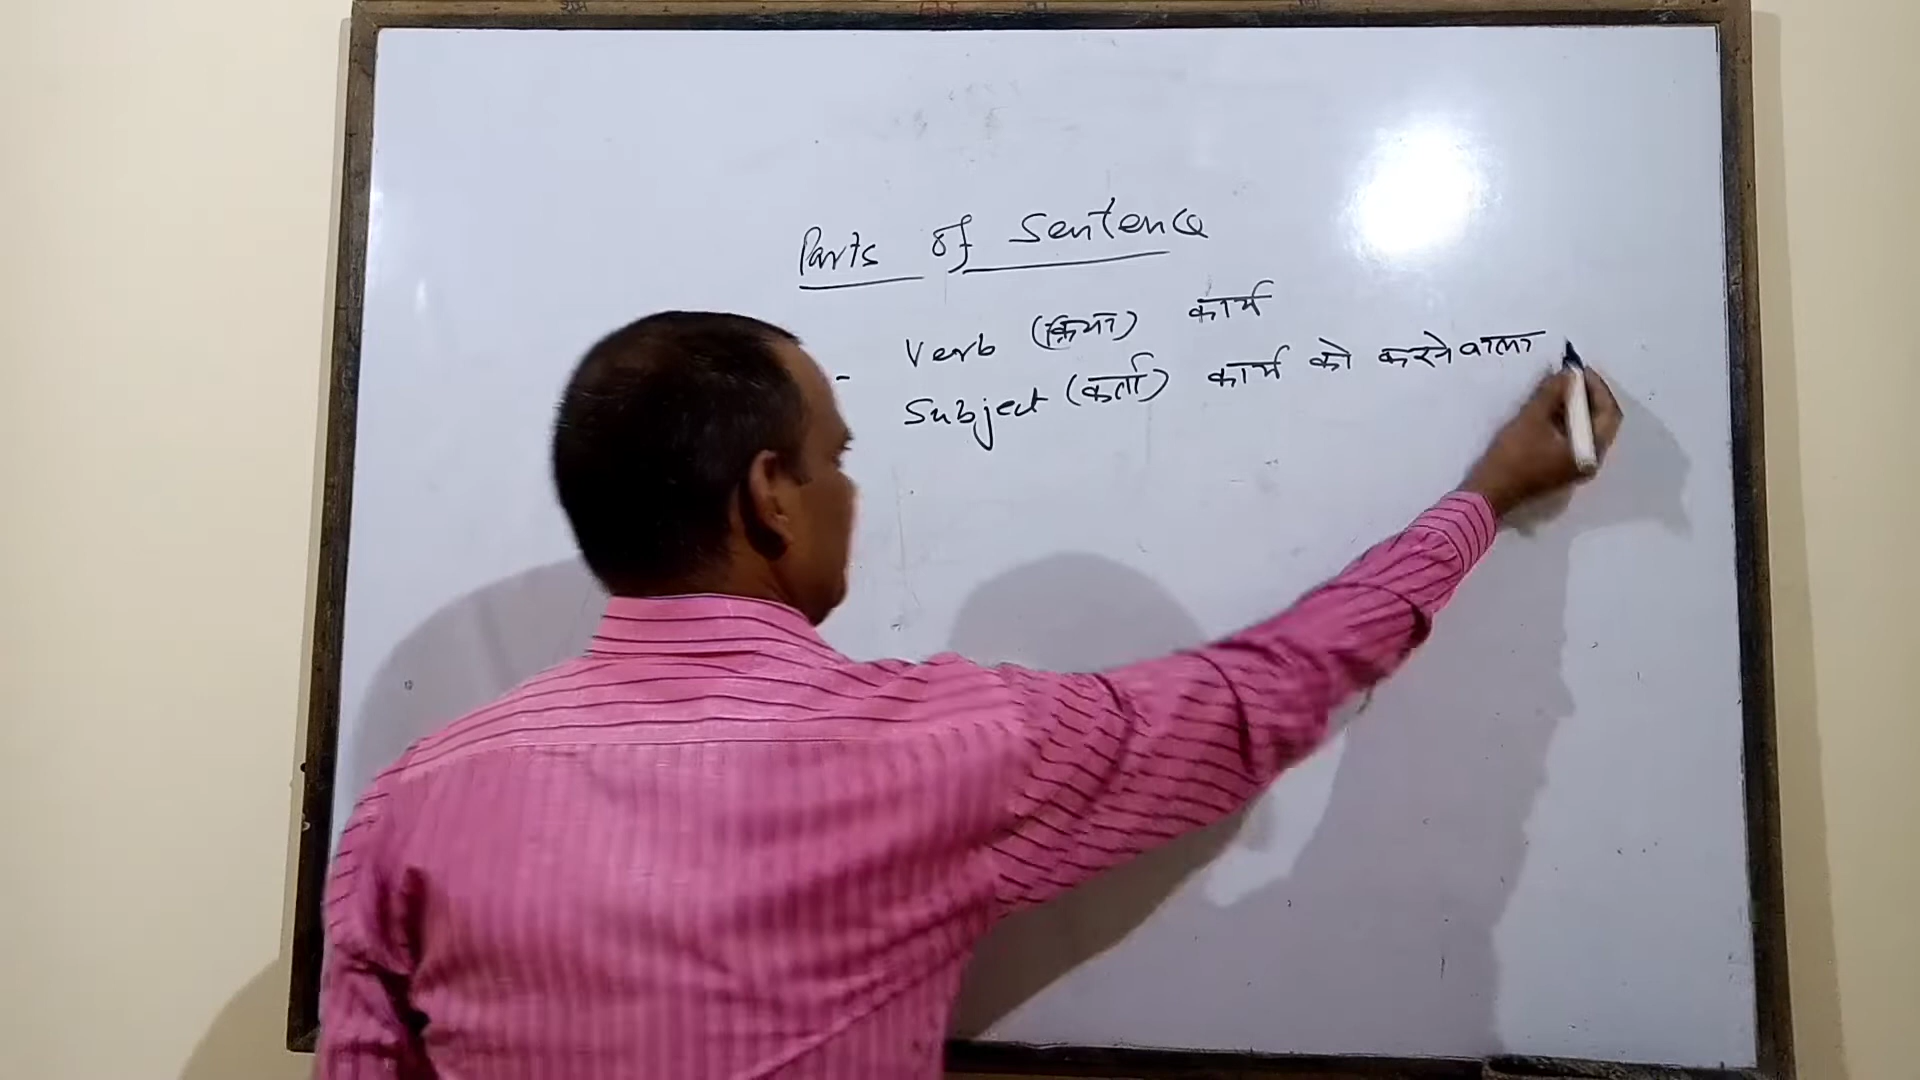 Parts of Sentence
Verb (क्रिया) कार्य
- Subject (कर्ता) कार्य को करने वाला